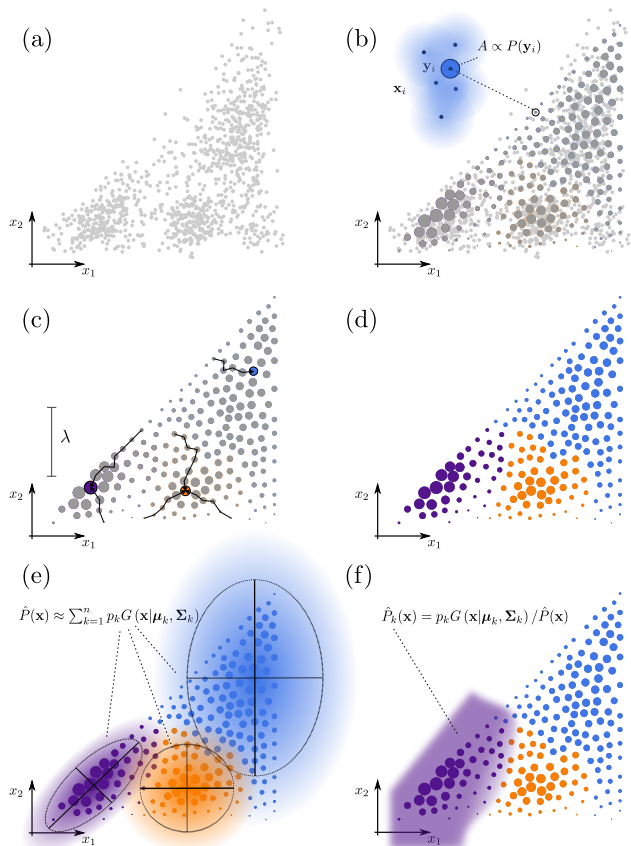 (a)
x₂
x₁
(b)
A ∝ P(yᵢ)
yᵢ
xᵢ
x₂
x₁
(c)
λ
x₂
x₁
(d)
x₂
x₁
(e)
P̂(x) ≈ ∑ⁿₖ₌₁ pₖG (x|μₖ, Σₖ)
x₂
x₁
(f)
P̂ₖ(x) = pₖG (x|μₖ, Σₖ) /P̂(x)
x₂
x₁